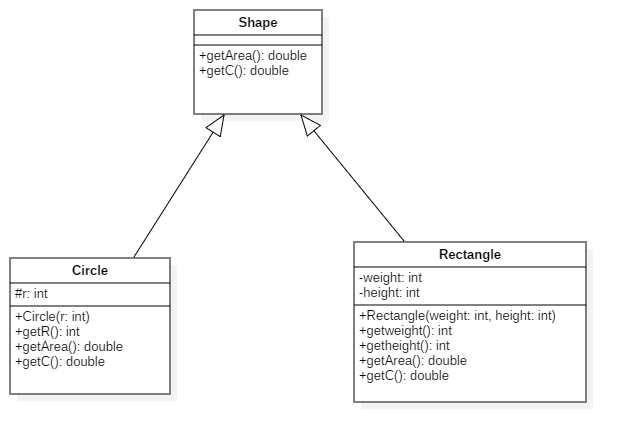 Shape
+getArea(): double
+getC(): double
Circle
#r: int
+Circle(r: int)
+getR(): int
+getArea(): double
+getC(): double
Rectangle
-weight: int
-height: int
+Rectangle(weight: int, height: int)
+getweight(): int
+getheight(): int
+getArea(): double
+getC(): double